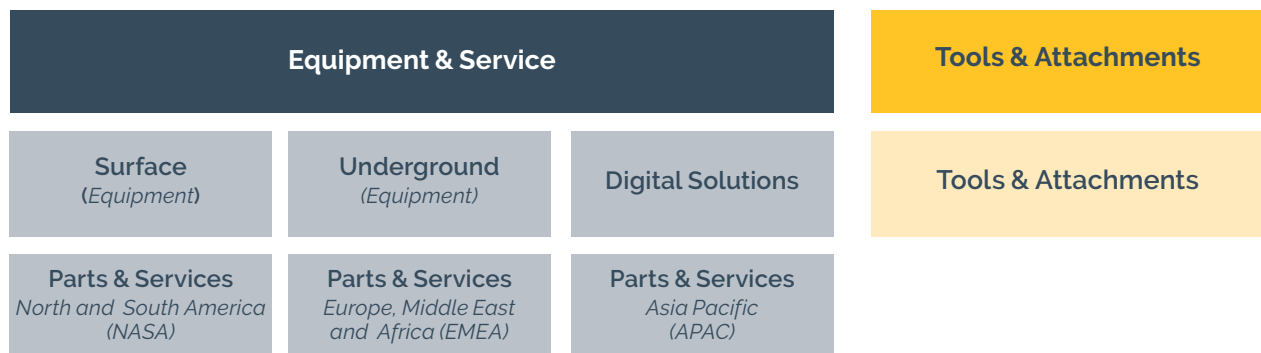 Equipment & Service
Tools & Attachments
Surface
(Equipment)
Underground
(Equipment)
Digital Solutions
Tools & Attachments
Parts & Services
North and South America
(NASA)
Parts & Services
Europe, Middle East
and Africa (EMEA)
Parts & Services
Asia Pacific
(APAC)